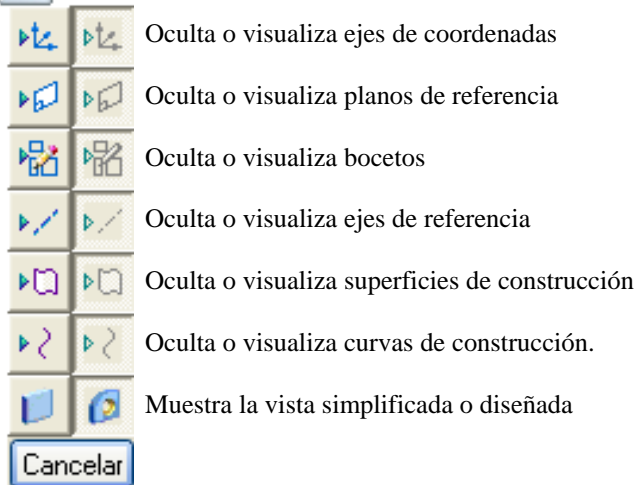 Oculta o visualiza ejes de coordenadas
Oculta o visualiza planos de referencia
Oculta o visualiza bocetos
Oculta o visualiza ejes de referencia
Oculta o visualiza superficies de construcción
Oculta o visualiza curvas de construcción.
Muestra la vista simplificada o diseñada
Cancelar